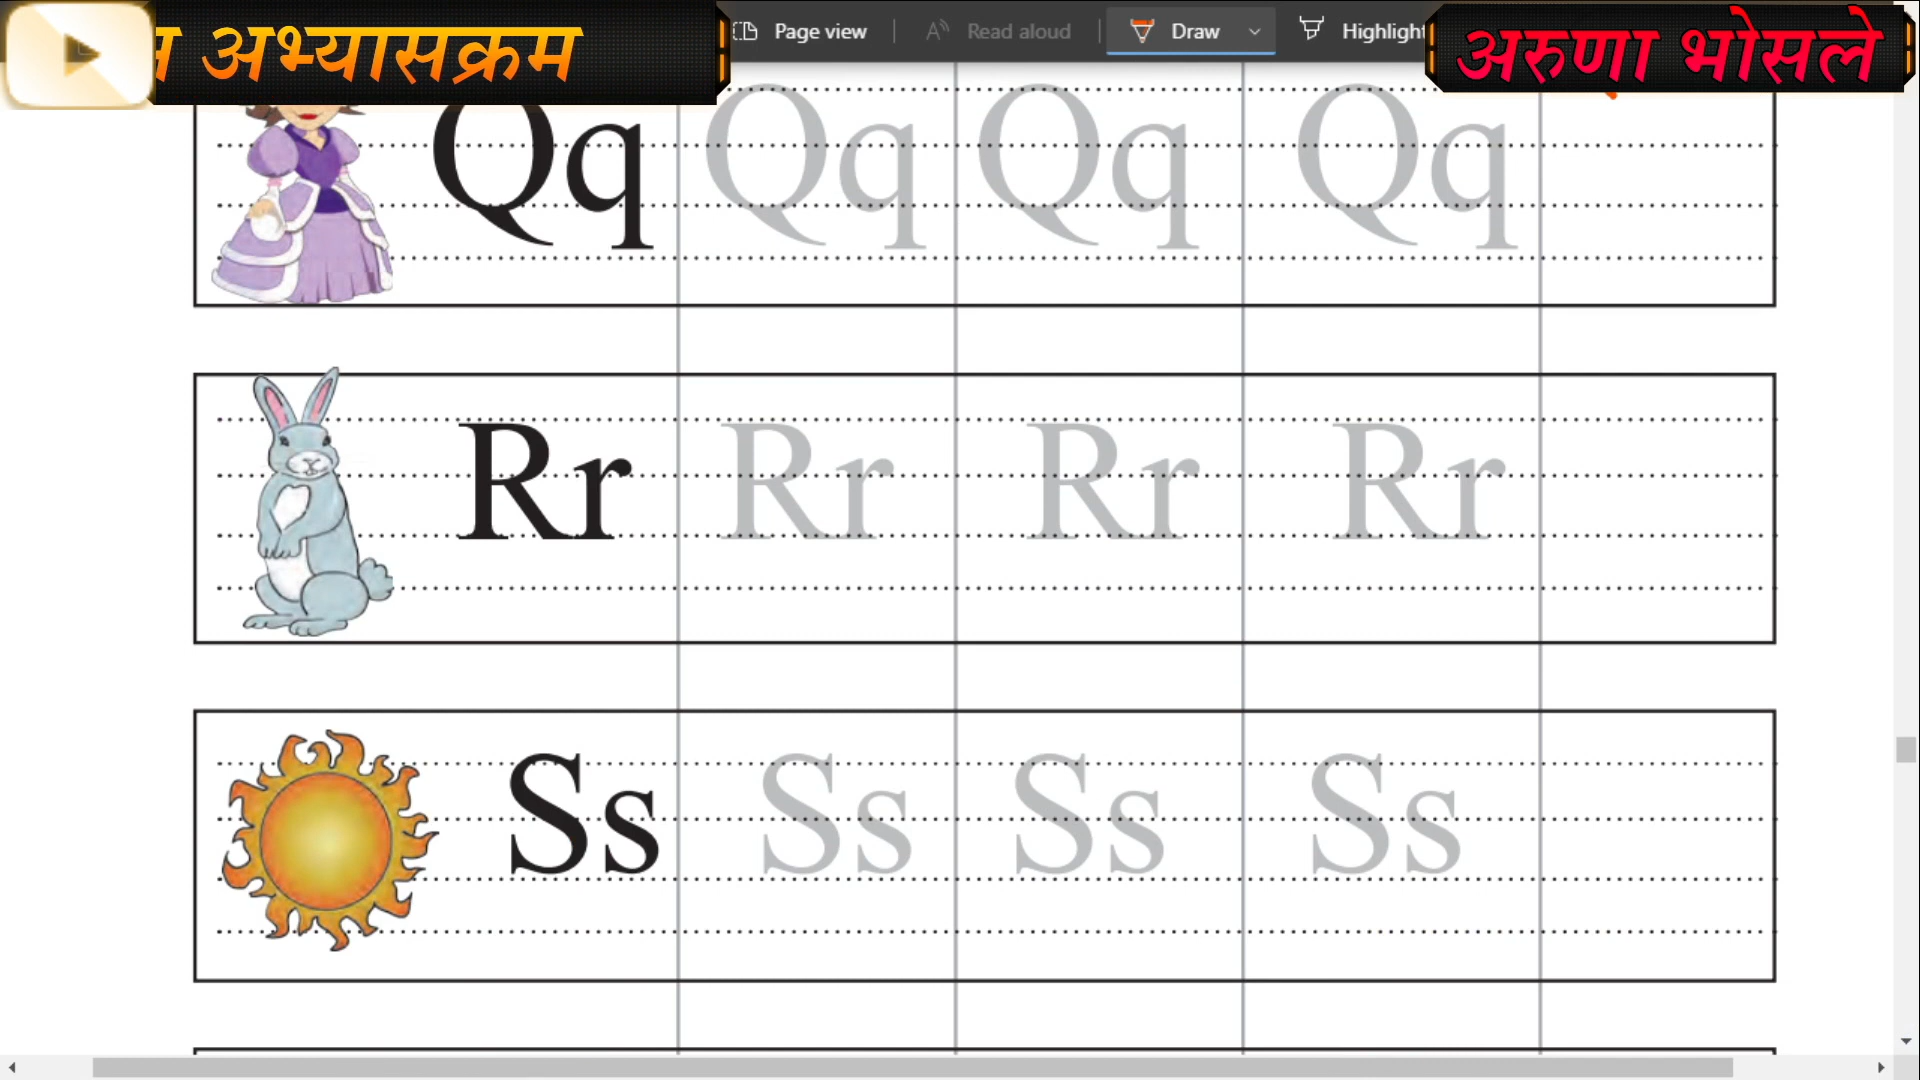 अभ्यासक्रम
Page view Read aloud Draw
अरुणा भोसले
Qq Qq Qq Qq
Rr Rr Rr Rr
Ss Ss Ss Ss